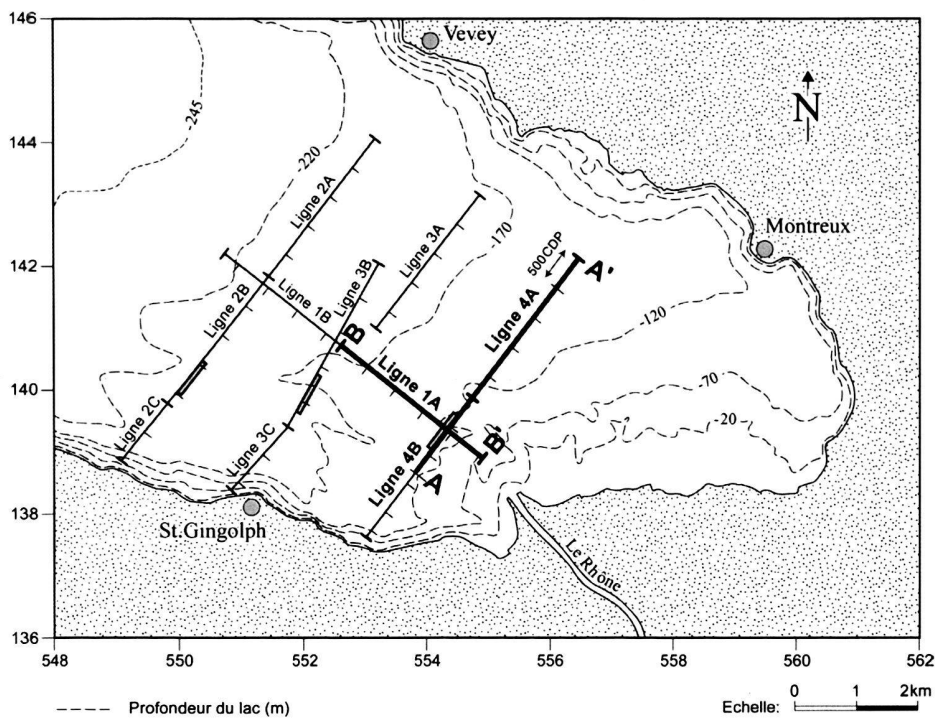 146
144
142
140
138
136
548
550
552
554
556
558
560
562
Vevey
N
-245
220
Ligne 2A
Ligne 3A
-170
Montreux
500CDP
A'
Ligne 3B
Ligne 1B
Ligne 2B
B
Ligne 4A
-120
Ligne 1A
-70
-20
Ligne 2C
Ligne 3C
Ligne 4B
B'
A
St.Gingolph
Le Rhône
Profondeur du lac (m)
Echelle:
0 1 2km